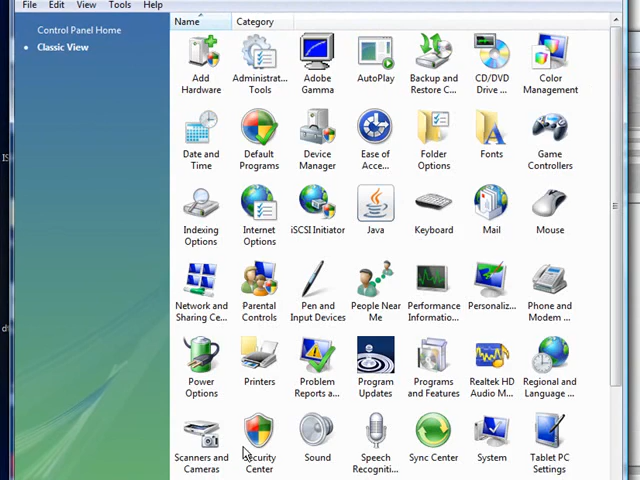 File Edit View Tools Help
Control Panel Home
Classic View
Name Category
Add Hardware
Administrat... Tools
Adobe Gamma
AutoPlay
Backup and Restore C...
CD/DVD Drive ...
Color Management
Date and Time
Default Programs
Device Manager
Ease of Acce...
Folder Options
Fonts
Game Controllers
Indexing Options
Internet Options
iSCSI Initiator
Java
Keyboard
Mail
Mouse
Network and Sharing Ce...
Parental Controls
Pen and Input Devices
People Near Me
Performance Informatio...
Personaliz...
Phone and Modem ...
Power Options
Printers
Problem Reports a...
Program Updates
Programs and Features
Realtek HD Audio M...
Regional and Language ...
Scanners and Cameras
Security Center
Sound
Speech Recogniti...
Sync Center
System
Tablet PC Settings